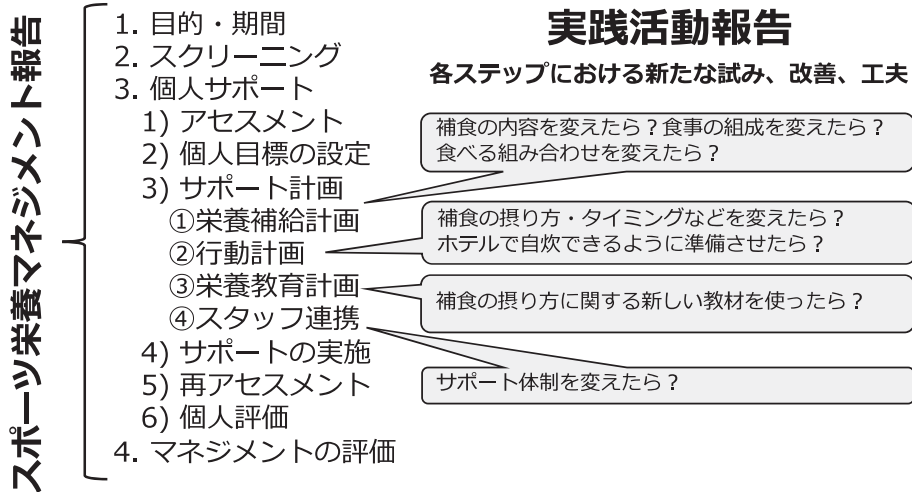 スポーツ栄養マネジメント報告
1. 目的・期間
2. スクリーニング
3. 個人サポート
1) アセスメント
2) 個人目標の設定
3) サポート計画
①栄養補給計画
②行動計画
③栄養教育計画
④スタッフ連携
4) サポートの実施
5) 再アセスメント
6) 個人評価
4. マネジメントの評価
実践活動報告
各ステップにおける新たな試み、改善、工夫
補食の内容を変えたら？食事の組成を変えたら？
食べる組み合わせを変えたら？
補食の摂り方・タイミングなどを変えたら？
ホテルで自炊できるように準備させたら？
補食の摂り方に関する新しい教材を使ったら？
サポート体制を変えたら？